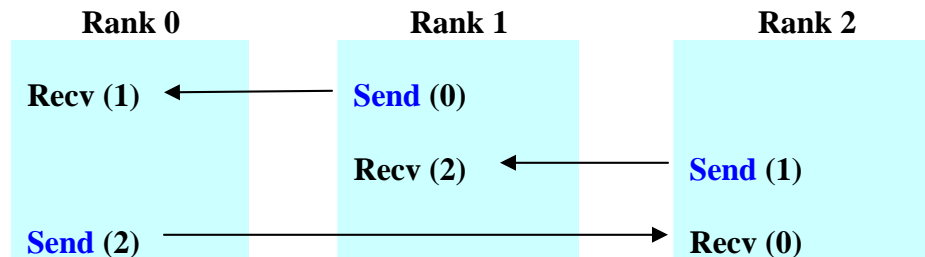 Rank 0 Rank 1 Rank 2
Recv (1) Send (0)
Recv (2) Send (1)
Send (2) Recv (0)